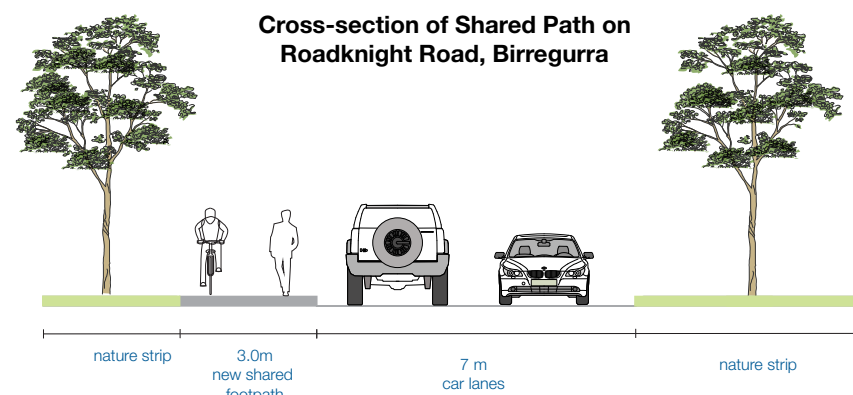 Cross-section of Shared Path on
Roadknight Road, Birregurra
nature strip
3.0m
new shared
footpath
7 m
car lanes
nature strip